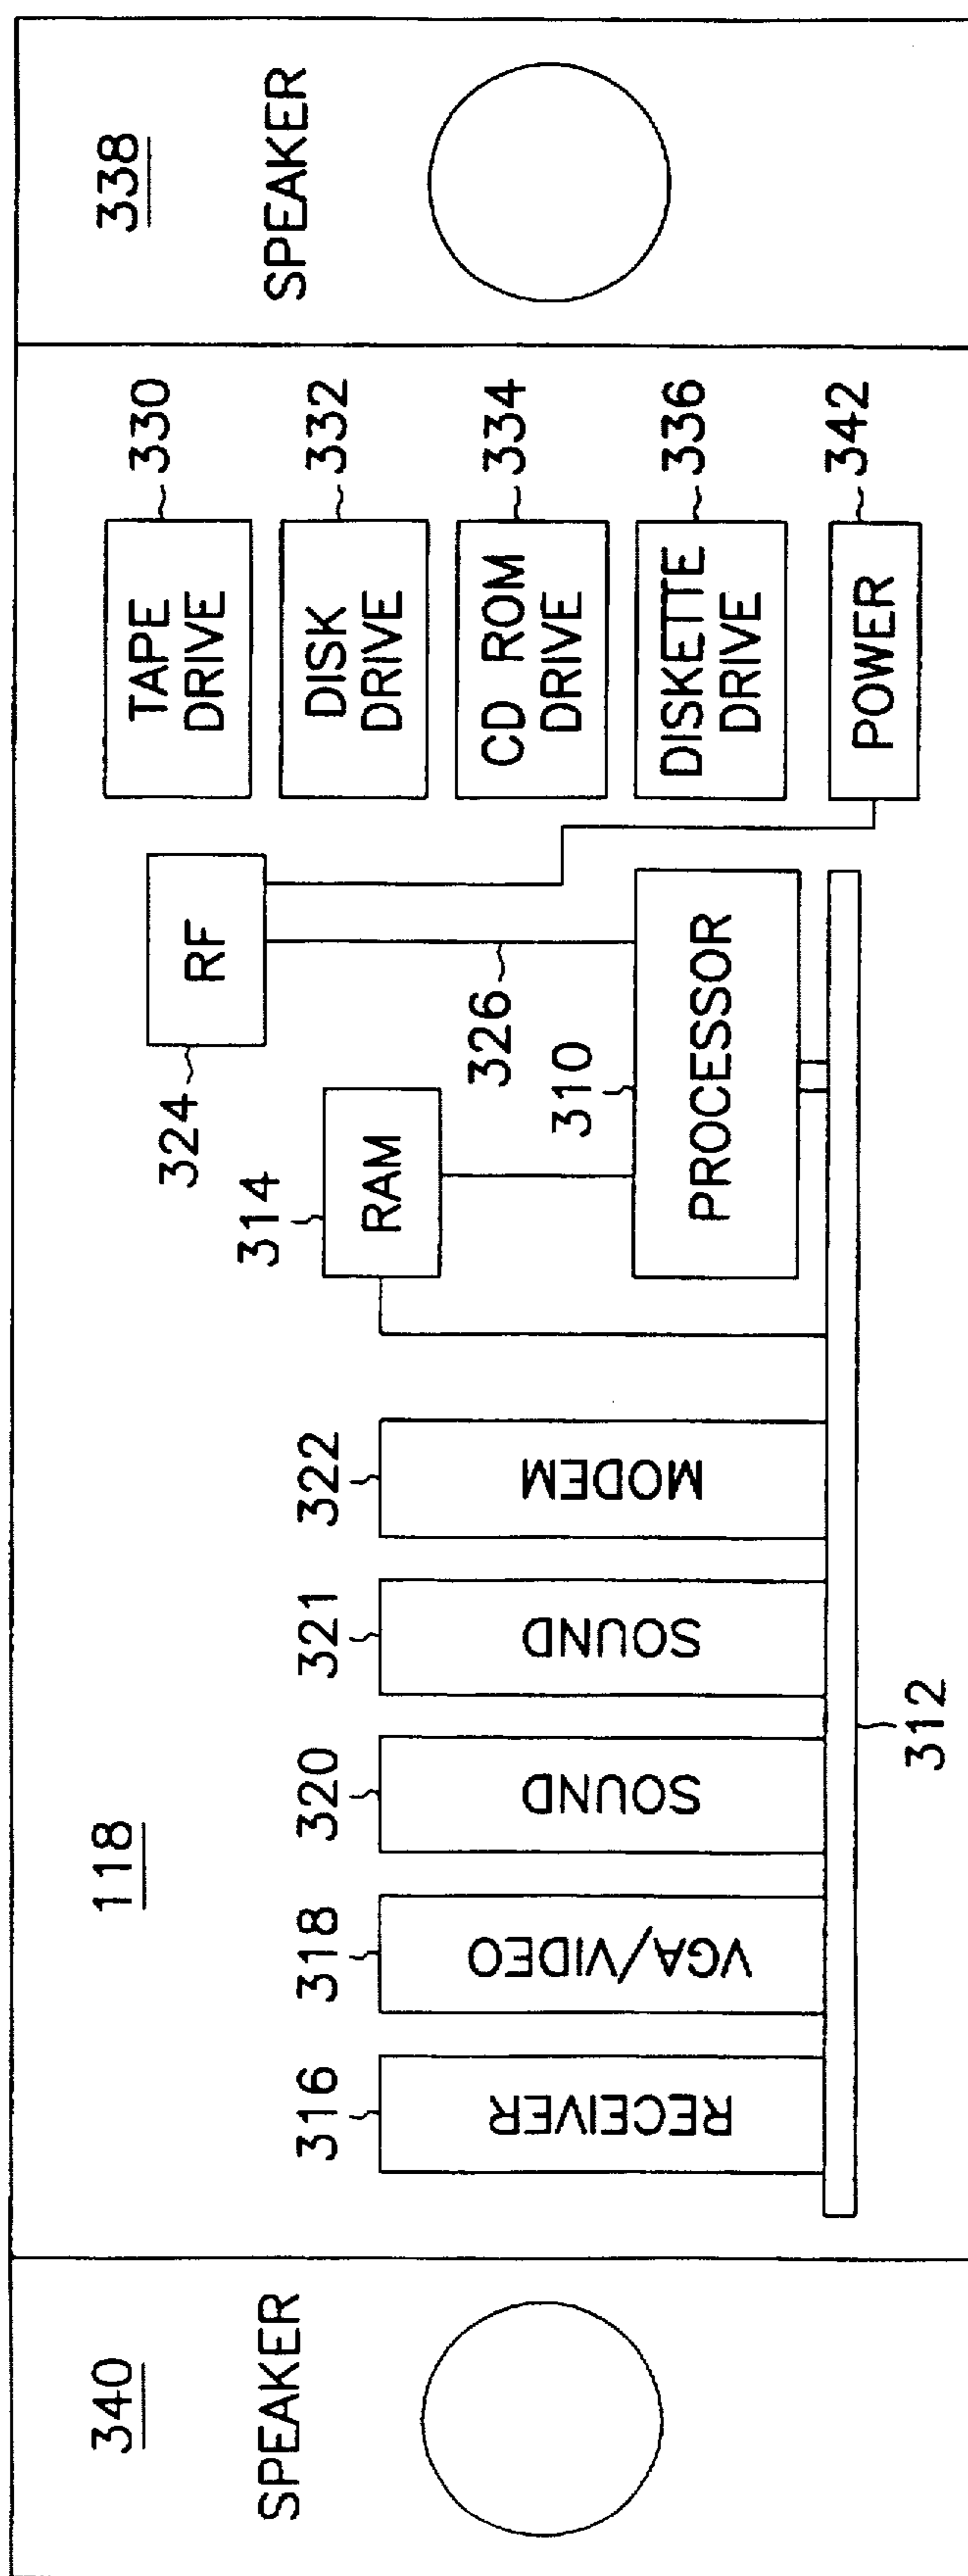 340
SPEAKER
118
316
RECEIVER
318
VGA/VIDEO
320
SOUND
321
SOUND
322
MODEM
312
314
RAM
324
RF
326
310
PROCESSOR
TAPE
DRIVE
330
DISK
DRIVE
332
CD ROM
DRIVE
334
DISKETTE
DRIVE
336
POWER
342
338
SPEAKER